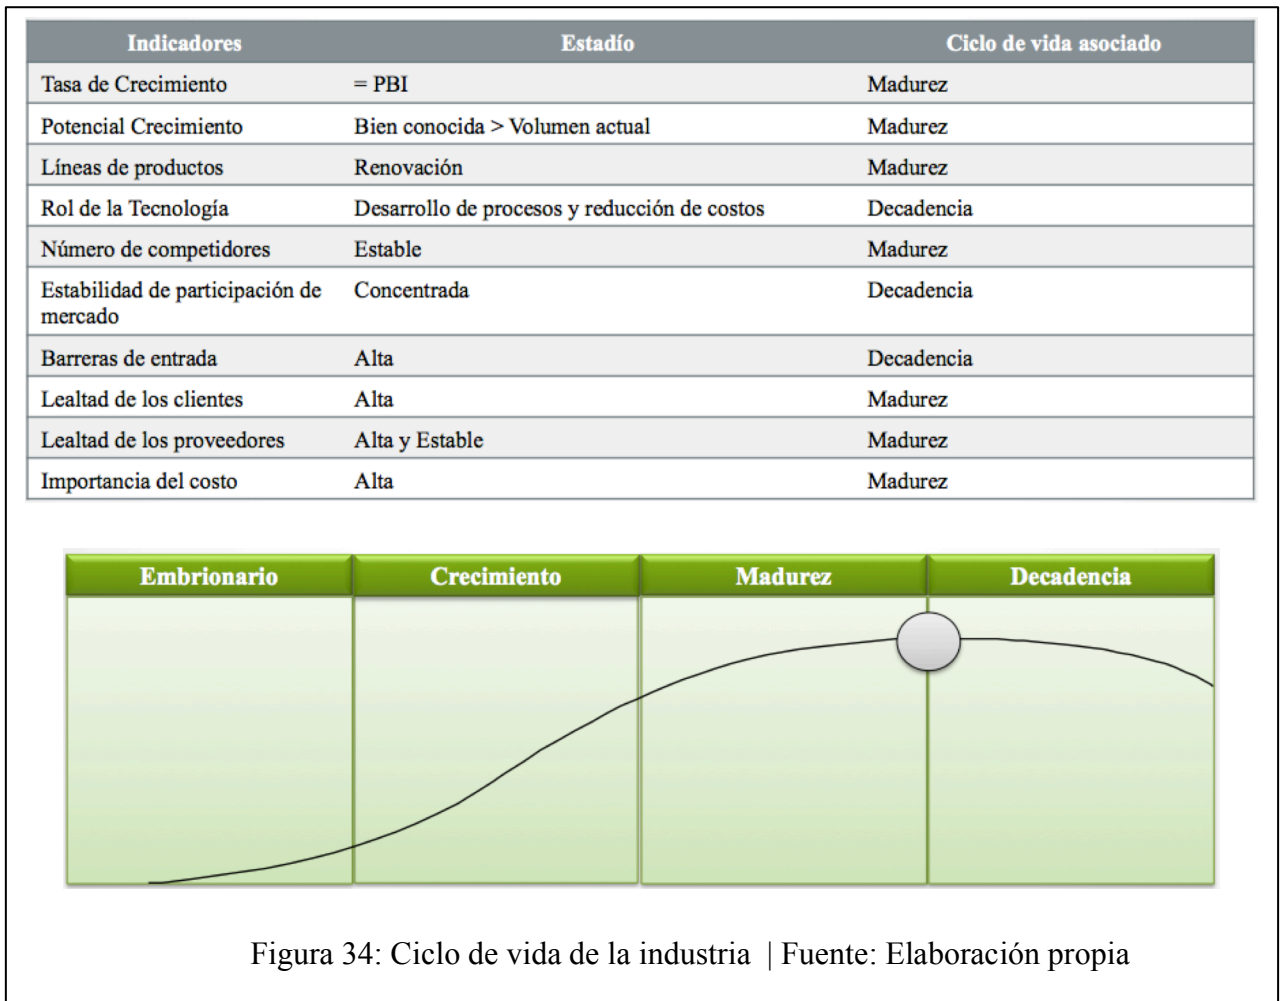 Indicadores Estadío Ciclo de vida asociado
Tasa de Crecimiento = PBI Madurez
Potencial Crecimiento Bien conocida > Volumen actual Madurez
Líneas de productos Renovación Madurez
Rol de la Tecnología Desarrollo de procesos y reducción de costos Decadencia
Número de competidores Estable Madurez
Estabilidad de participación de Concentrada Decadencia
mercado
Barreras de entrada Alta Decadencia
Lealtad de los clientes Alta Madurez
Lealtad de los proveedores Alta y Estable Madurez
Importancia del costo Alta Madurez
Embrionario Crecimiento Madurez Decadencia
Figura 34: Ciclo de vida de la industria | Fuente: Elaboración propia